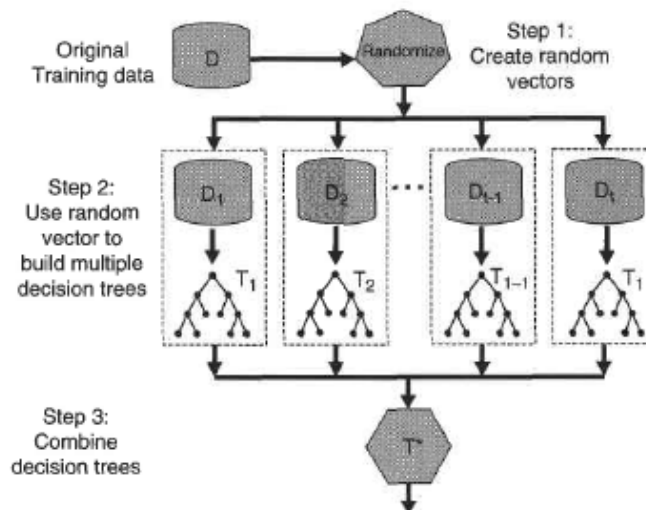 Original
Training data
D
Randomize
Step 1:
Create random
vectors
Step 2:
Use random
vector to
build multiple
decision trees
D1
D2
Dt-1
Dt
T1
T2
T1-1
T1
Step 3:
Combine
decision trees
T*